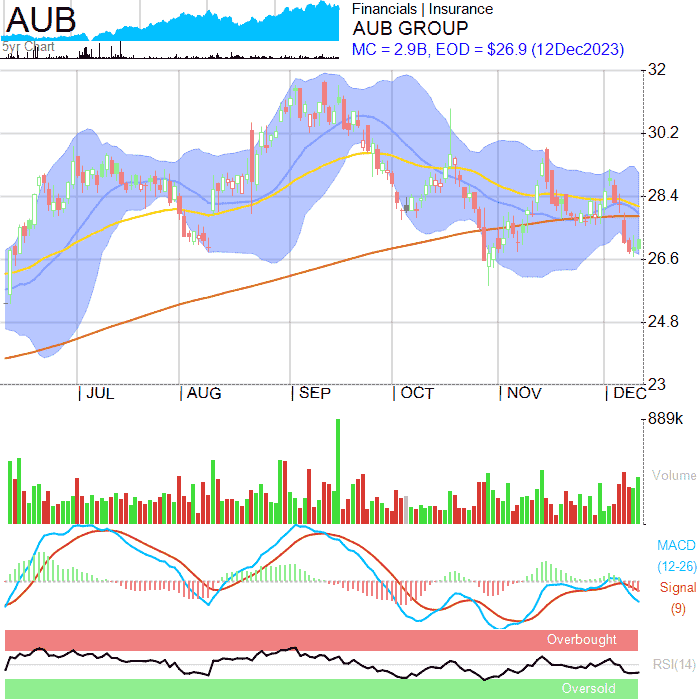 AUB
5yr Chart
Financials | Insurance
AUB GROUP
MC = 2.9B, EOD = $26.9 (12Dec2023)
32
30.2
28.4
26.6
24.8
23
JUL AUG SEP OCT NOV DEC
889k
Volume
MACD
(12-26)
Signal
(9)
Overbought
RSI(14)
Oversold